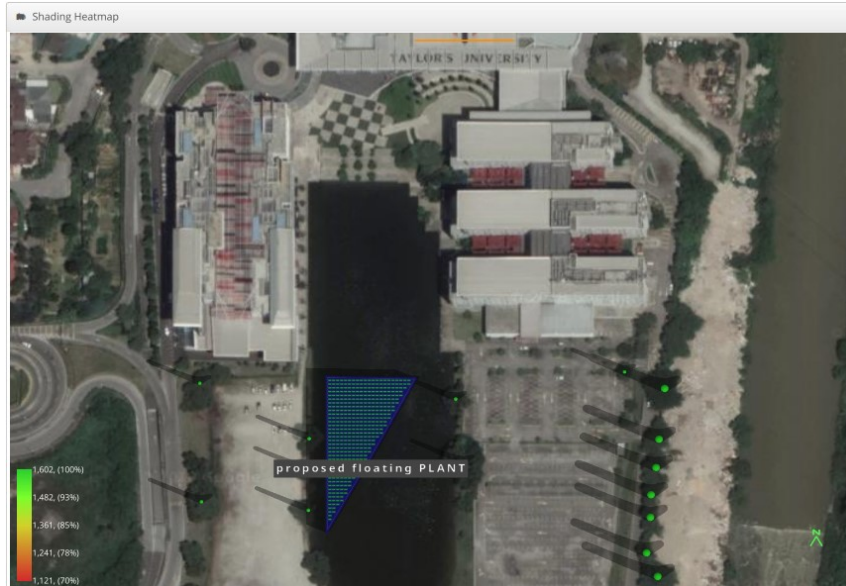 Shading Heatmap
TAYLOR'S UNIVERSITY
proposed floating PLANT
1,602, (100%)
1,482, (93%)
1,361, (85%)
1,241, (78%)
1,121, (70%)
N